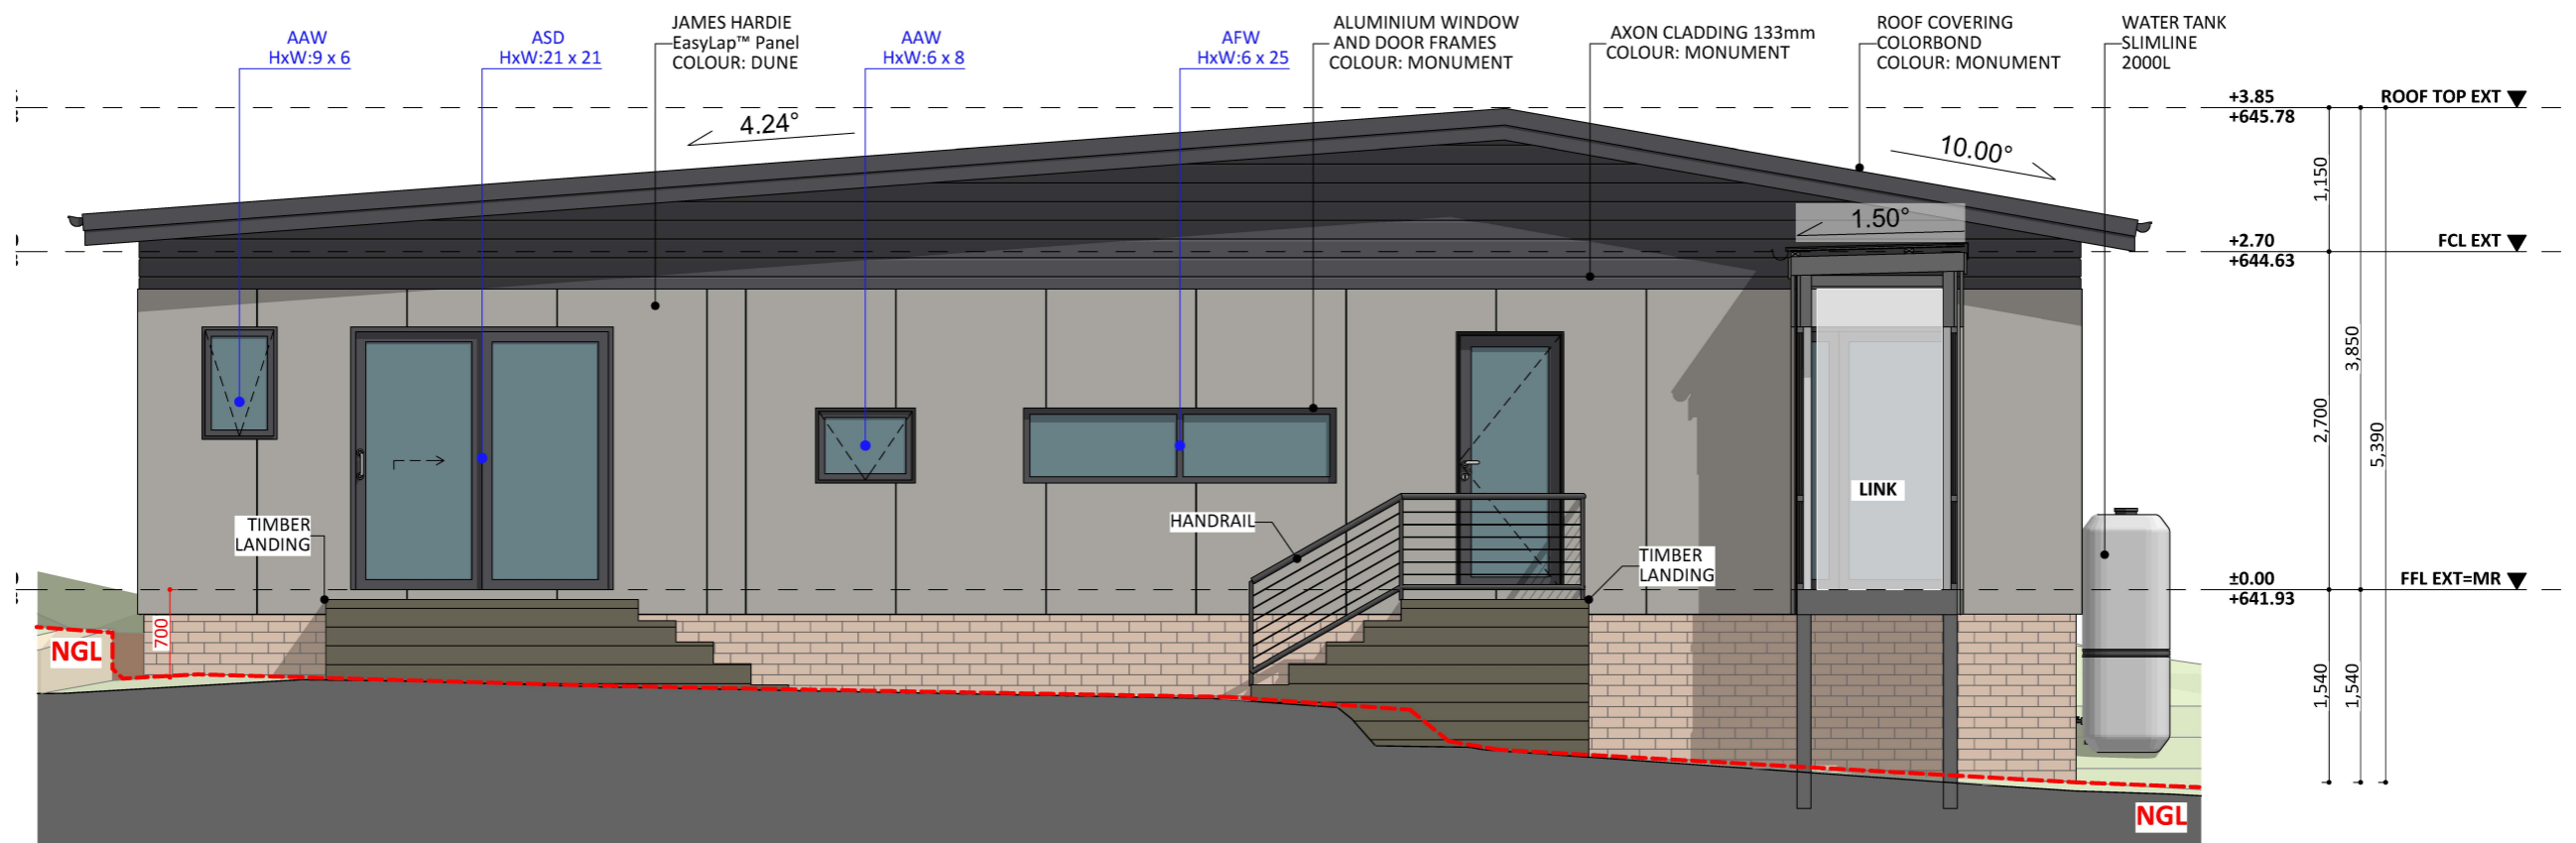 AAW
HxW:9 x 6
ASD
HxW:21 x 21
JAMES HARDIE
EasyLap™ Panel
COLOUR: DUNE
AAW
HxW:6 x 8
AFW
HxW:6 x 25
ALUMINIUM WINDOW
AND DOOR FRAMES
COLOUR: MONUMENT
AXON CLADDING 133mm
COLOUR: MONUMENT
ROOF COVERING
COLORBOND
COLOUR: MONUMENT
WATER TANK
SLIMLINE
2000L
+3.85
+645.78
ROOF TOP EXT
4.24°
10.00°
1,150
1.50°
+2.70
+644.63
FCL EXT
3,850
2,700
5,390
LINK
HANDRAIL
TIMBER
LANDING
TIMBER
LANDING
±0.00
+641.93
FFL EXT=MR
700
NGL
1,540
1,540
NGL